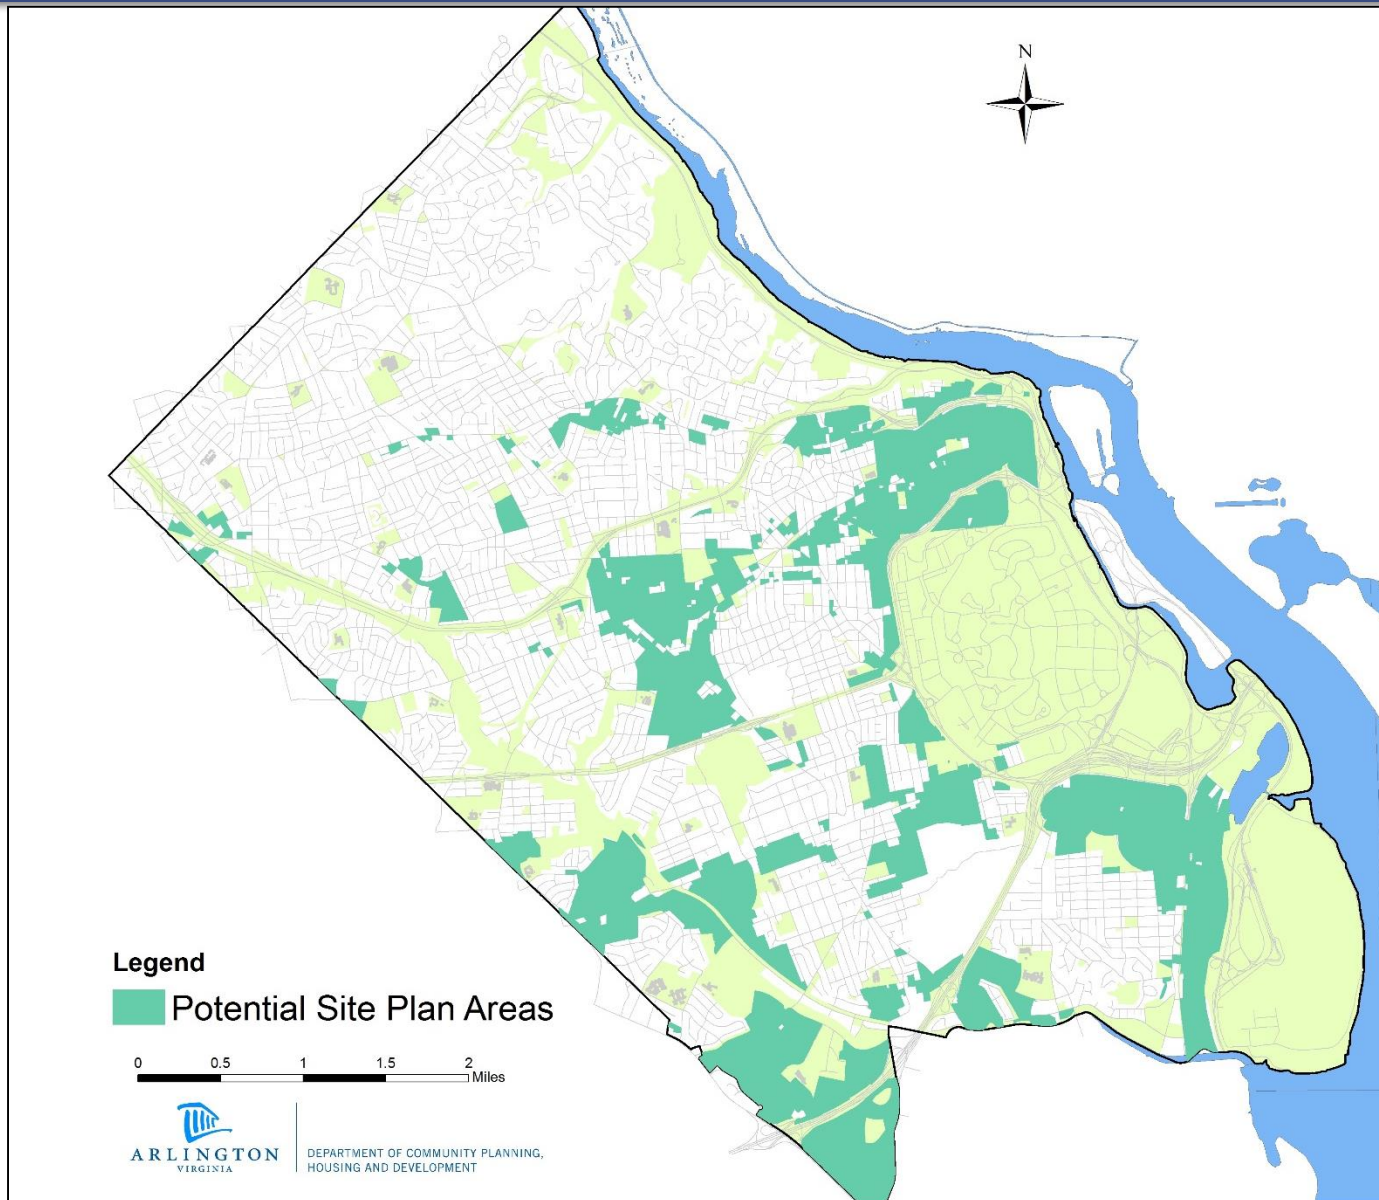 N
Legend
Potential Site Plan Areas
0 0.5 1 1.5 2
Miles
ARLINGTON
VIRGINIA
DEPARTMENT OF COMMUNITY PLANNING,
HOUSING AND DEVELOPMENT